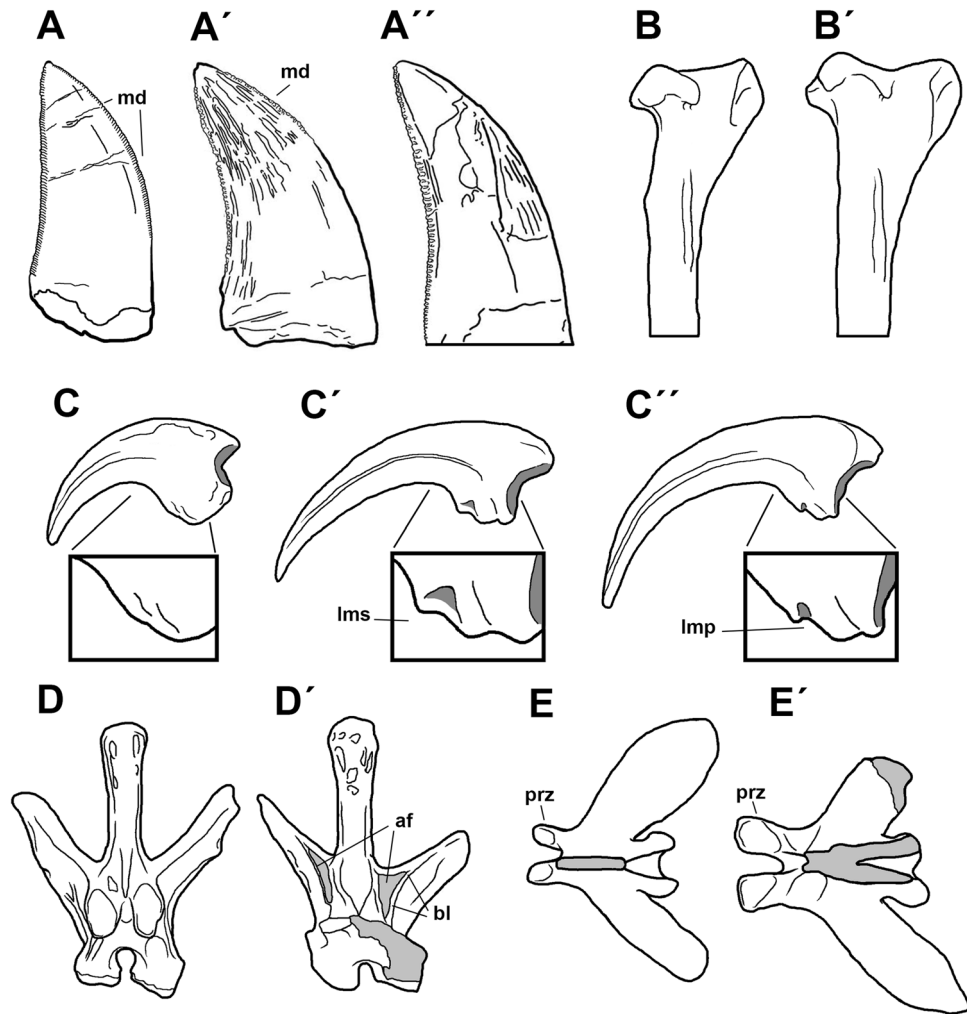 A A´ A´´ B B´
md md
C C´ C´´
lms lmp
D D´ E E´
prz prz
af
bl